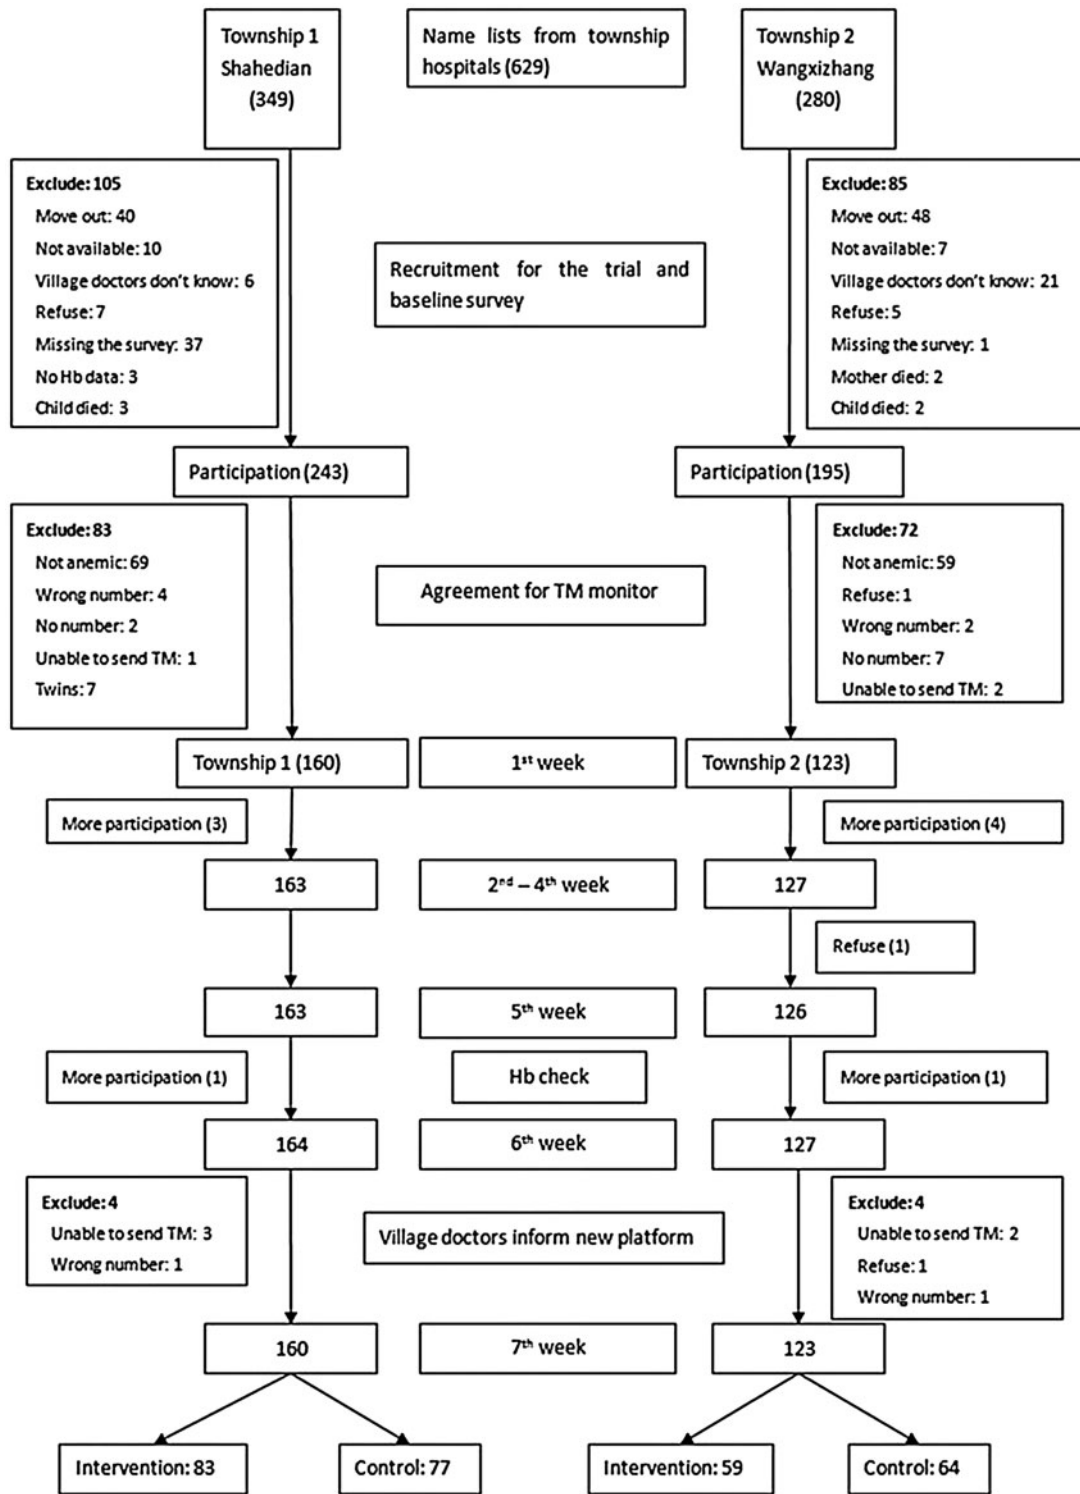 Township 1
Shahedian
(349)
Name lists from township
hospitals (629)
Township 2
Wangxizhang
(280)
Exclude: 105
Move out: 40
Not available: 10
Village doctors don't know: 6
Refuse: 7
Missing the survey: 37
No Hb data: 3
Child died: 3
Recruitment for the trial and
baseline survey
Exclude: 85
Move out: 48
Not available: 7
Village doctors don't know: 21
Refuse: 5
Missing the survey: 1
Mother died: 2
Child died: 2
Participation (243)
Participation (195)
Exclude: 83
Not anemic: 69
Wrong number: 4
No number: 2
Unable to send TM: 1
Twins: 7
Agreement for TM monitor
Exclude: 72
Not anemic: 59
Refuse: 1
Wrong number: 2
No number: 7
Unable to send TM: 2
Township 1 (160)
1st week
Township 2 (123)
More participation (3)
More participation (4)
163
2nd – 4th week
127
Refuse (1)
163
5th week
126
More participation (1)
Hb check
More participation (1)
164
6th week
127
Exclude: 4
Unable to send TM: 3
Wrong number: 1
Village doctors inform new platform
Exclude: 4
Unable to send TM: 2
Refuse: 1
Wrong number: 1
160
7th week
123
Intervention: 83
Control: 77
Intervention: 59
Control: 64